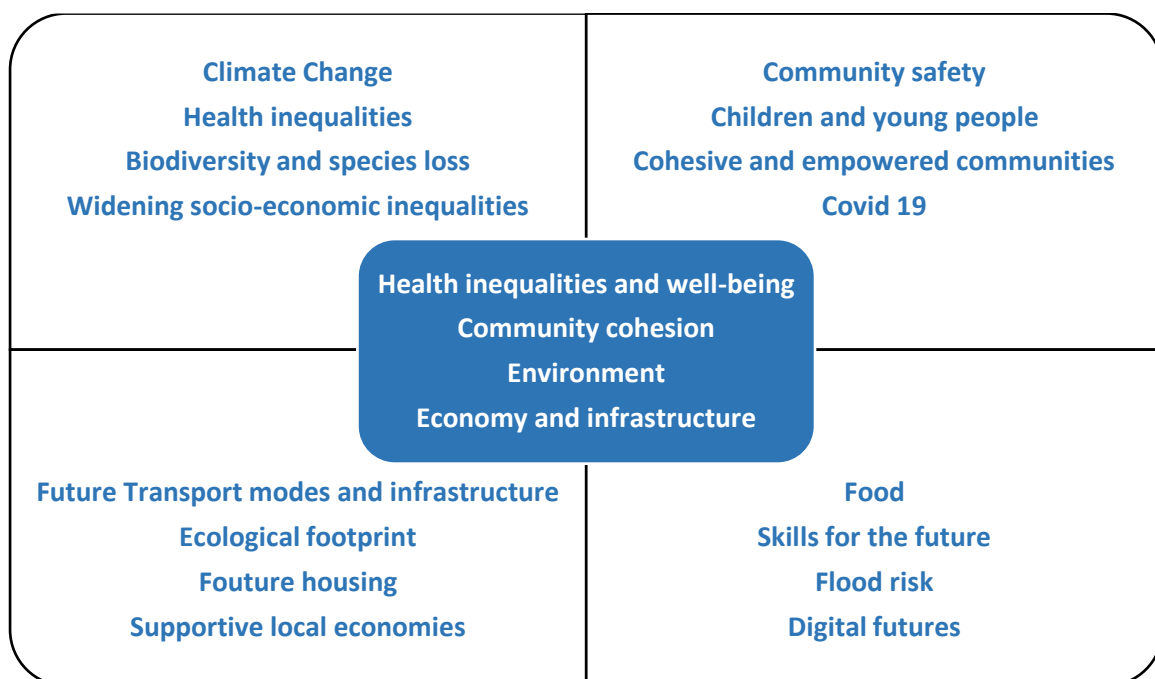 Climate Change
Health inequalities
Biodiversity and species loss
Widening socio-economic inequalities
Community safety
Children and young people
Cohesive and empowered communities
Covid 19
Health inequalities and well-being
Community cohesion
Environment
Economy and infrastructure
Future Transport modes and infrastructure
Ecological footprint
Fouture housing
Supportive local economies
Food
Skills for the future
Flood risk
Digital futures